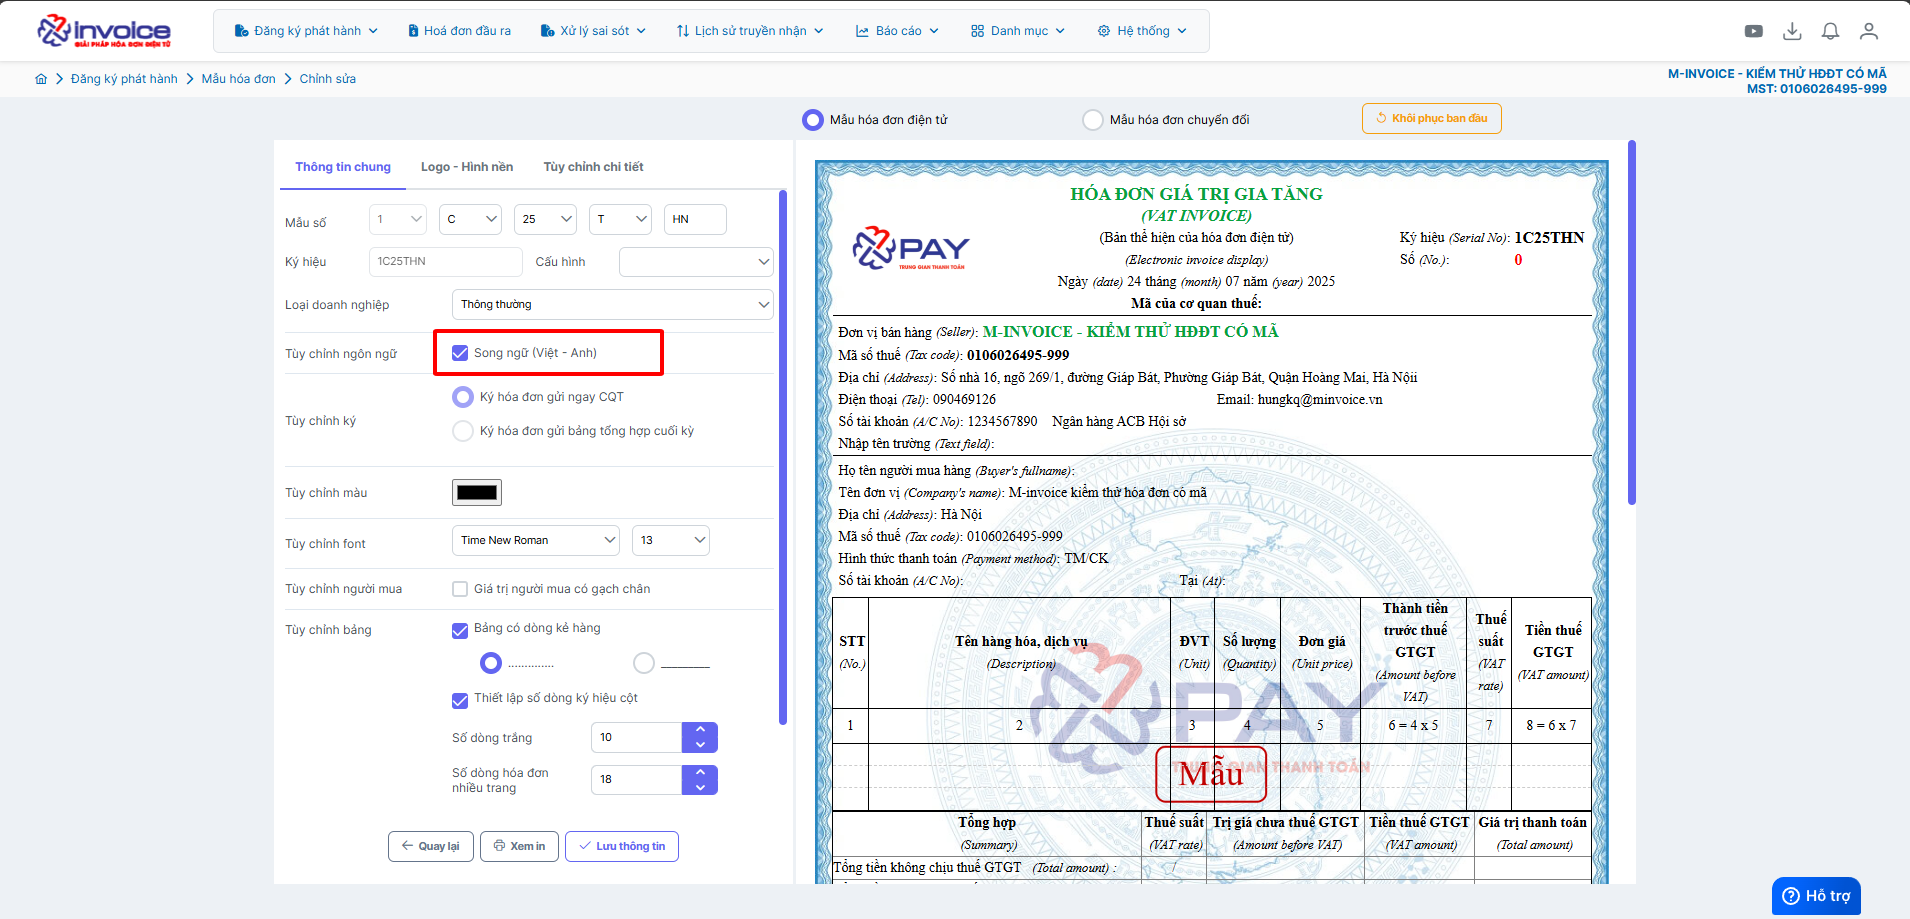 invoice
GIẢI PHÁP HÓA ĐƠN ĐIỆN TỬ
Đăng ký phát hành
Hoá đơn đầu ra
Xử lý sai sót
Lịch sử truyền nhận
Báo cáo
Danh mục
Hệ thống
Đăng ký phát hành
Mẫu hóa đơn
Chỉnh sửa
M-INVOICE - KIỂM THỬ HĐĐT CÓ MÃ
MST: 0106026495-999
Mẫu hóa đơn điện tử
Mẫu hóa đơn chuyển đổi
Khôi phục ban đầu
Thông tin chung
Logo - Hình nền
Tùy chỉnh chi tiết
Mẫu số
1
C
25
T
HN
Ký hiệu
1C25THN
Cấu hình
Loại doanh nghiệp
Thông thường
Tùy chỉnh ngôn ngữ
Song ngữ (Việt - Anh)
Tùy chỉnh ký
Ký hóa đơn gửi ngay CQT
Ký hóa đơn gửi bảng tổng hợp cuối kỳ
Tùy chỉnh màu
Tùy chỉnh font
Time New Roman
13
Tùy chỉnh người mua
Giá trị người mua có gạch chân
Tùy chỉnh bảng
Bảng có dòng kẻ hàng
..............
Thiết lập số dòng ký hiệu cột
Số dòng trắng
10
Số dòng hóa đơn
nhiều trang
18
Quay lại
Xem in
Lưu thông tin
HÓA ĐƠN GIÁ TRỊ GIA TĂNG
(VAT INVOICE)
(Bản thể hiện của hóa đơn điện tử)
(Electronic invoice display)
Ngày (date) 24 tháng (month) 07 năm (year) 2025
Mã của cơ quan thuế:
PAY
TRUNG GIAN THANH TOÁN
Ký hiệu (Serial No): 1C25THN
Số (No.): 0
Đơn vị bán hàng (Seller): M-INVOICE - KIỂM THỬ HĐĐT CÓ MÃ
Mã số thuế (Tax code): 0106026495-999
Địa chỉ (Address): Số nhà 16, ngõ 269/1, đường Giáp Bát, Phường Giáp Bát, Quận Hoàng Mai, Hà Nộii
Điện thoại (Tel): 090469126 Email: hungkq@minvoice.vn
Số tài khoản (A/C No): 1234567890 Ngân hàng ACB Hội sở
Nhập tên trường (Text field):
Họ tên người mua hàng (Buyer's fullname):
Tên đơn vị (Company's name): M-invoice kiểm thử hóa đơn có mã
Địa chỉ (Address): Hà Nội
Mã số thuế (Tax code): 0106026495-999
Hình thức thanh toán (Payment method): TM/CK
Số tài khoản (A/C No): Tại (At):
STT
(No.)
Tên hàng hóa, dịch vụ
(Description)
ĐVT
(Unit)
Số lượng
(Quantity)
Đơn giá
(Unit price)
Thành tiền
trước thuế
GTGT
(Amount before
VAT)
Thuế
suất
(VAT
rate)
Tiền thuế
GTGT
(VAT amount)
1 2 3 4 5 6 = 4 x 5 7 8 = 6 x 7
PAY
TRUNG GIAN THANH TOÁN
Mẫu
Tổng hợp
(Summary)
Thuế suất
(VAT rate)
Trị giá chưa thuế GTGT
(Amount before VAT)
Tiền thuế GTGT
(VAT amount)
Giá trị thanh toán
(Total amount)
Tổng tiền không chịu thuế GTGT (Total amount) : /
Hỗ trợ